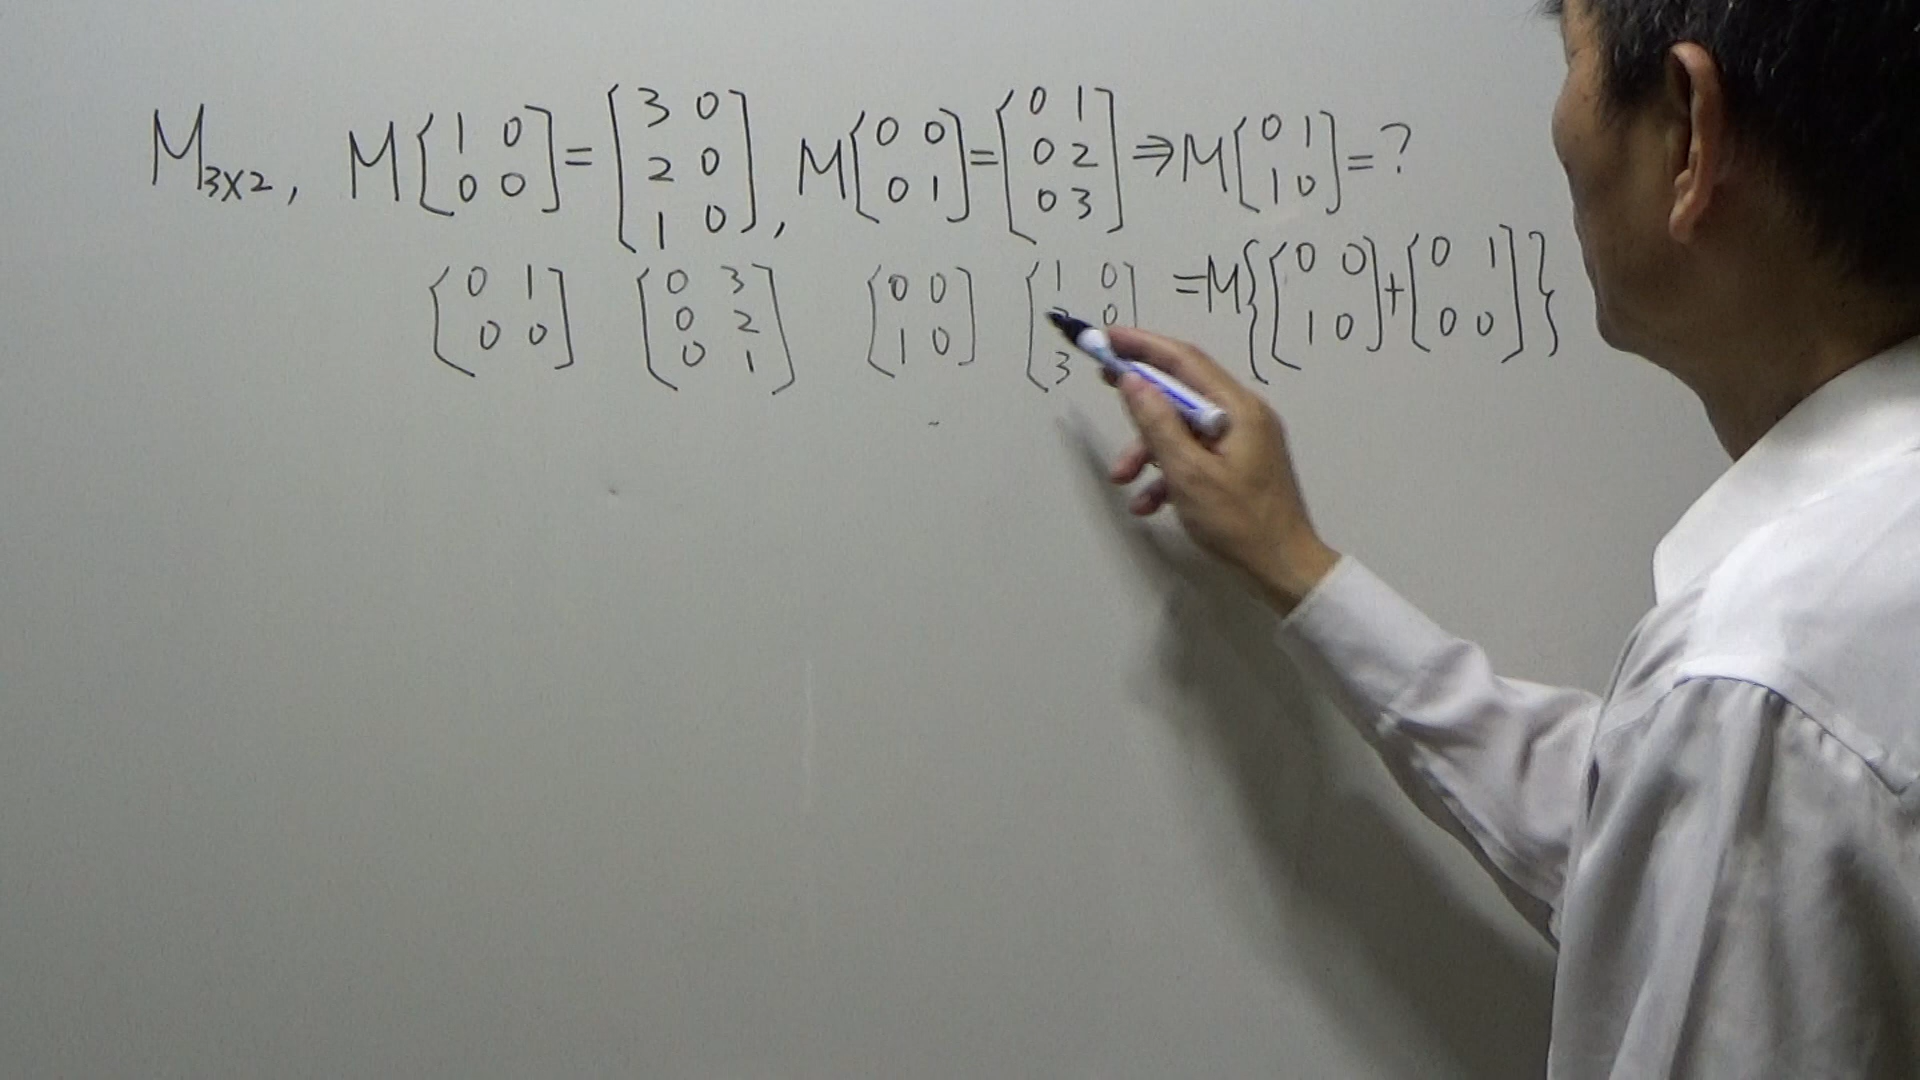 M3×2, M[1 0 0 0]=[3 0 2 0 1 0], M[0 0 0 1]=[0 1 0 2 0 3]⇒M[0 1 1 0]=?
[0 1 0 0] [0 3 0 2 0 1] [0 0 1 0] [1 0 0 3 =M{[0 0 1 0]+[0 1 0 0]}